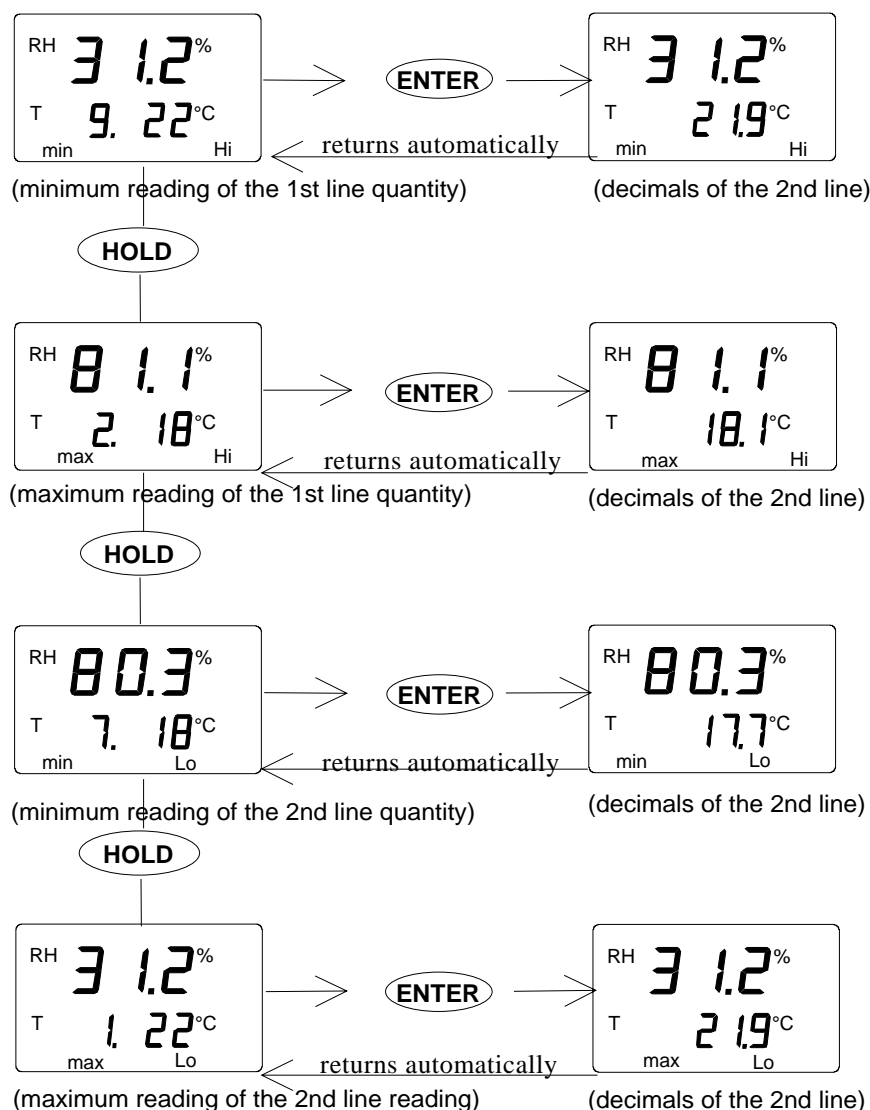 RH 31.2% ENTER RH 31.2%
T 9. 22°C T 21.9°C
min Hi returns automatically min Hi
(minimum reading of the 1st line quantity) (decimals of the 2nd line)
HOLD
RH 81.1% ENTER RH 81.1%
T 2. 18°C T 18.1°C
max Hi returns automatically max Hi
(maximum reading of the 1st line quantity) (decimals of the 2nd line)
HOLD
RH 80.3% ENTER RH 80.3%
T 7. 18°C T 17.7°C
min Lo returns automatically min Lo
(minimum reading of the 2nd line quantity) (decimals of the 2nd line)
HOLD
RH 31.2% ENTER RH 31.2%
T 1. 22°C T 21.9°C
max Lo returns automatically max Lo
(maximum reading of the 2nd line reading) (decimals of the 2nd line)